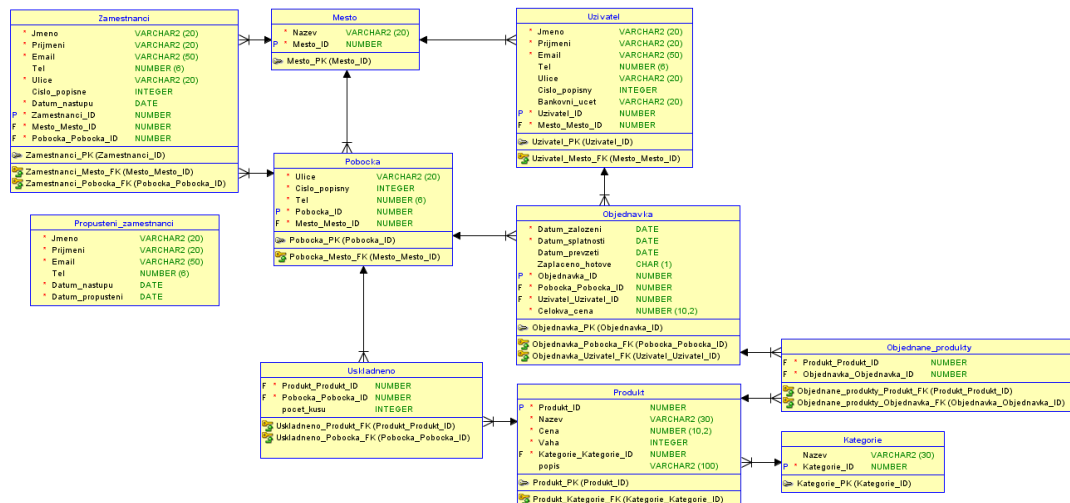 Zamestnanci
* Jmeno VARCHAR2 (20)
* Prijmeni VARCHAR2 (20)
* Email VARCHAR2 (50)
Tel NUMBER (6)
* Ulice VARCHAR2 (20)
Cislo_popisne INTEGER
* Datum_nastupu DATE
P * Zamestnanci_ID NUMBER
F * Mesto_Mesto_ID NUMBER
F * Pobocka_Pobocka_ID NUMBER
Zamestnanci_PK (Zamestnanci_ID)
Zamestnanci_Mesto_FK (Mesto_Mesto_ID)
Zamestnanci_Pobocka_FK (Pobocka_Pobocka_ID)
Mesto
* Nazev VARCHAR2 (20)
P * Mesto_ID NUMBER
Mesto_PK (Mesto_ID)
Uzivatel
* Jmeno VARCHAR2 (20)
* Prijmeni VARCHAR2 (20)
* Email VARCHAR2 (50)
Tel NUMBER (6)
Ulice VARCHAR2 (20)
Cislo_popisny INTEGER
Bankovni_ucet VARCHAR2 (20)
P * Uzivatel_ID NUMBER
F * Mesto_Mesto_ID NUMBER
Uzivatel_PK (Uzivatel_ID)
Uzivatel_Mesto_FK (Mesto_Mesto_ID)
Pobocka
* Ulice VARCHAR2 (20)
* Cislo_popisny INTEGER
* Tel NUMBER (6)
P * Pobocka_ID NUMBER
F * Mesto_Mesto_ID NUMBER
Pobocka_PK (Pobocka_ID)
Pobocka_Mesto_FK (Mesto_Mesto_ID)
Propusteni_zamestnanci
* Jmeno VARCHAR2 (20)
* Prijmeni VARCHAR2 (20)
* Email VARCHAR2 (50)
Tel NUMBER (6)
* Datum_nastupu DATE
* Datum_propusteni DATE
Objednavka
* Datum_zalozeni DATE
* Datum_splatnosti DATE
Datum_prevzeti DATE
Zaplaceno_hotove CHAR (1)
P * Objednavka_ID NUMBER
F * Pobocka_Pobocka_ID NUMBER
F * Uzivatel_Uzivatel_ID NUMBER
* Celokva_cena NUMBER (10,2)
Objednavka_PK (Objednavka_ID)
Objednavka_Pobocka_FK (Pobocka_Pobocka_ID)
Objednavka_Uzivatel_FK (Uzivatel_Uzivatel_ID)
Objednane_produkty
F * Produkt_Produkt_ID NUMBER
F * Objednavka_Objednavka_ID NUMBER
Objednane_produkty_Produkt_FK (Produkt_Produkt_ID)
Objednane_produkty_Objednavka_FK (Objednavka_Objednavka_ID)
Uskladneno
F * Produkt_Produkt_ID NUMBER
F * Pobocka_Pobocka_ID NUMBER
pocet_kusu INTEGER
Uskladneno_Produkt_FK (Produkt_Produkt_ID)
Uskladneno_Pobocka_FK (Pobocka_Pobocka_ID)
Produkt
P * Produkt_ID NUMBER
* Nazev VARCHAR2 (30)
* Cena NUMBER (10,2)
* Vaha INTEGER
F * Kategorie_Kategorie_ID NUMBER
popis VARCHAR2 (100)
Produkt_PK (Produkt_ID)
Produkt_Kategorie_FK (Kategorie_Kategorie_ID)
Kategorie
Nazev VARCHAR2 (30)
P * Kategorie_ID NUMBER
Kategorie_PK (Kategorie_ID)